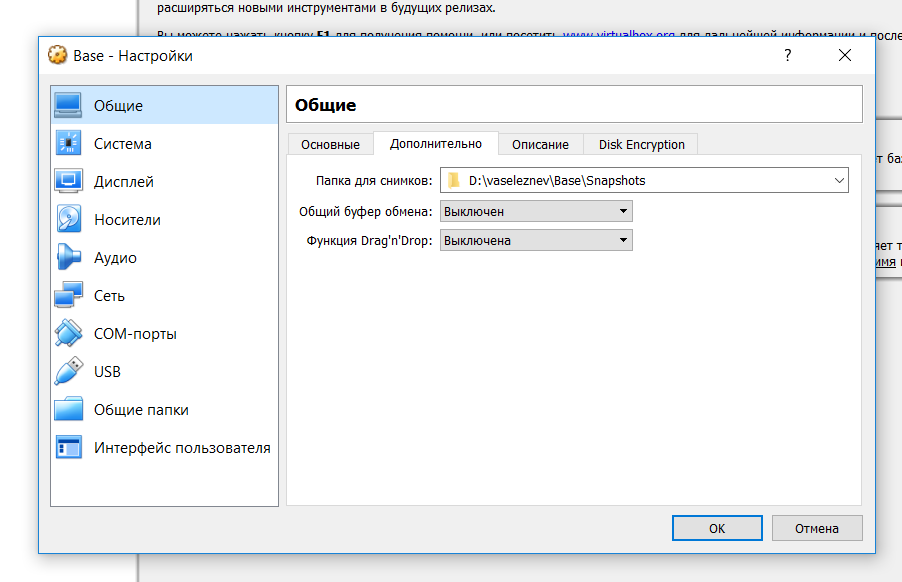 расширяться новыми инструментами в будущих релизах.
Вы можете нажать кнопку F1 для получения помощи, или посетить www.virtualbox.org для дальнейшей информации и после
Base - Настройки
?
Общие
Система
Дисплей
Носители
Аудио
Сеть
COM-порты
USB
Общие папки
Интерфейс пользователя
Общие
Основные Дополнительно Описание Disk Encryption
Папка для снимков: D:\vaseleznev\Base\Snapshots
Общий буфер обмена: Выключен
Функция Drag'n'Drop: Выключена
OK Отмена